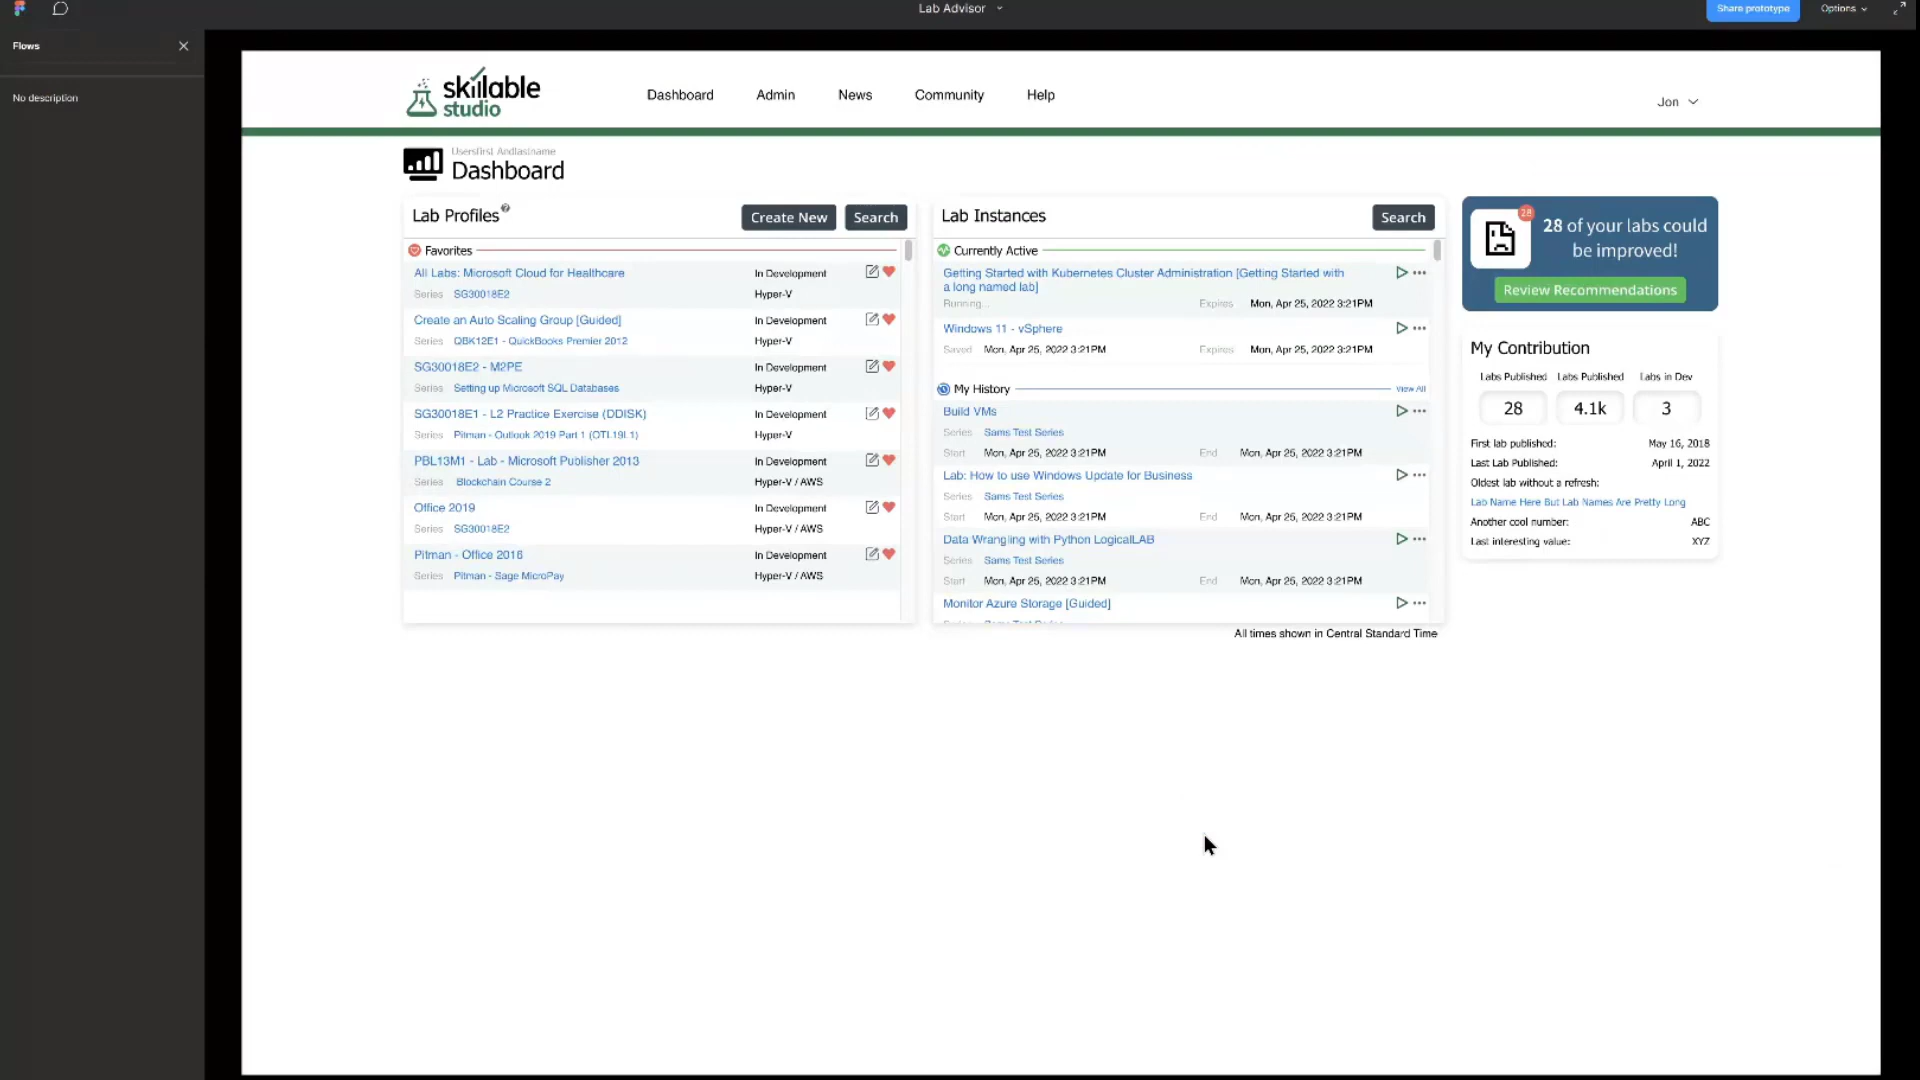 Lab Advisor
Share prototype
Options
Flows
No description
skillable
studio
Dashboard
Admin
News
Community
Help
Jon
Usersfirst Andlastname
Dashboard
Lab Profiles
Create New
Search
Favorites
All Labs: Microsoft Cloud for Healthcare
In Development
Series SG30018E2
Hyper-V
Create an Auto Scaling Group [Guided]
In Development
Series QBK12E1 - QuickBooks Premier 2012
Hyper-V
SG30018E2 - M2PE
In Development
Series Setting up Microsoft SQL Databases
Hyper-V
SG30018E1 - L2 Practice Exercise (DDISK)
In Development
Series Pitman - Outlook 2019 Part 1 (OTL19L1)
Hyper-V
PBL13M1 - Lab - Microsoft Publisher 2013
In Development
Series Blockchain Course 2
Hyper-V / AWS
Office 2019
In Development
Series SG30018E2
Hyper-V / AWS
Pitman - Office 2016
In Development
Series Pitman - Sage MicroPay
Hyper-V / AWS
Lab Instances
Search
Currently Active
Getting Started with Kubernetes Cluster Administration [Getting Started with
a long named lab]
Running...
Expires Mon, Apr 25, 2022 3:21PM
Windows 11 - vSphere
Saved Mon, Apr 25, 2022 3:21PM
Expires Mon, Apr 25, 2022 3:21PM
My History
View All
Build VMs
Series Sams Test Series
Start Mon, Apr 25, 2022 3:21PM
End Mon, Apr 25, 2022 3:21PM
Lab: How to use Windows Update for Business
Series Sams Test Series
Start Mon, Apr 25, 2022 3:21PM
End Mon, Apr 25, 2022 3:21PM
Data Wrangling with Python LogicalLAB
Series Sams Test Series
Start Mon, Apr 25, 2022 3:21PM
End Mon, Apr 25, 2022 3:21PM
Monitor Azure Storage [Guided]
Series Sams Test Series
All times shown in Central Standard Time
28
28 of your labs could
be improved!
Review Recommendations
My Contribution
Labs Published
Labs Published
Labs in Dev
28
4.1k
3
First lab published: May 16, 2018
Last Lab Published: April 1, 2022
Oldest lab without a refresh:
Lab Name Here But Lab Names Are Pretty Long
Another cool number: ABC
Last interesting value: XYZ